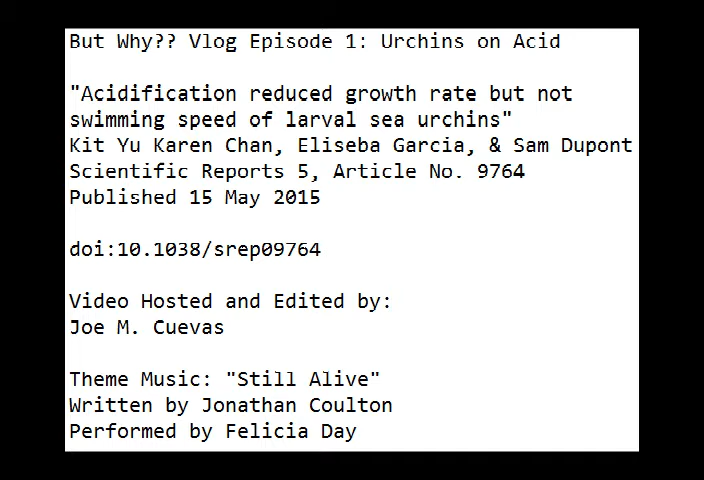 But Why?? Vlog Episode 1: Urchins on Acid
"Acidification reduced growth rate but not
swimming speed of larval sea urchins"
Kit Yu Karen Chan, Eliseba Garcia, & Sam Dupont
Scientific Reports 5, Article No. 9764
Published 15 May 2015
doi:10.1038/srep09764
Video Hosted and Edited by:
Joe M. Cuevas
Theme Music: "Still Alive"
Written by Jonathan Coulton
Performed by Felicia Day